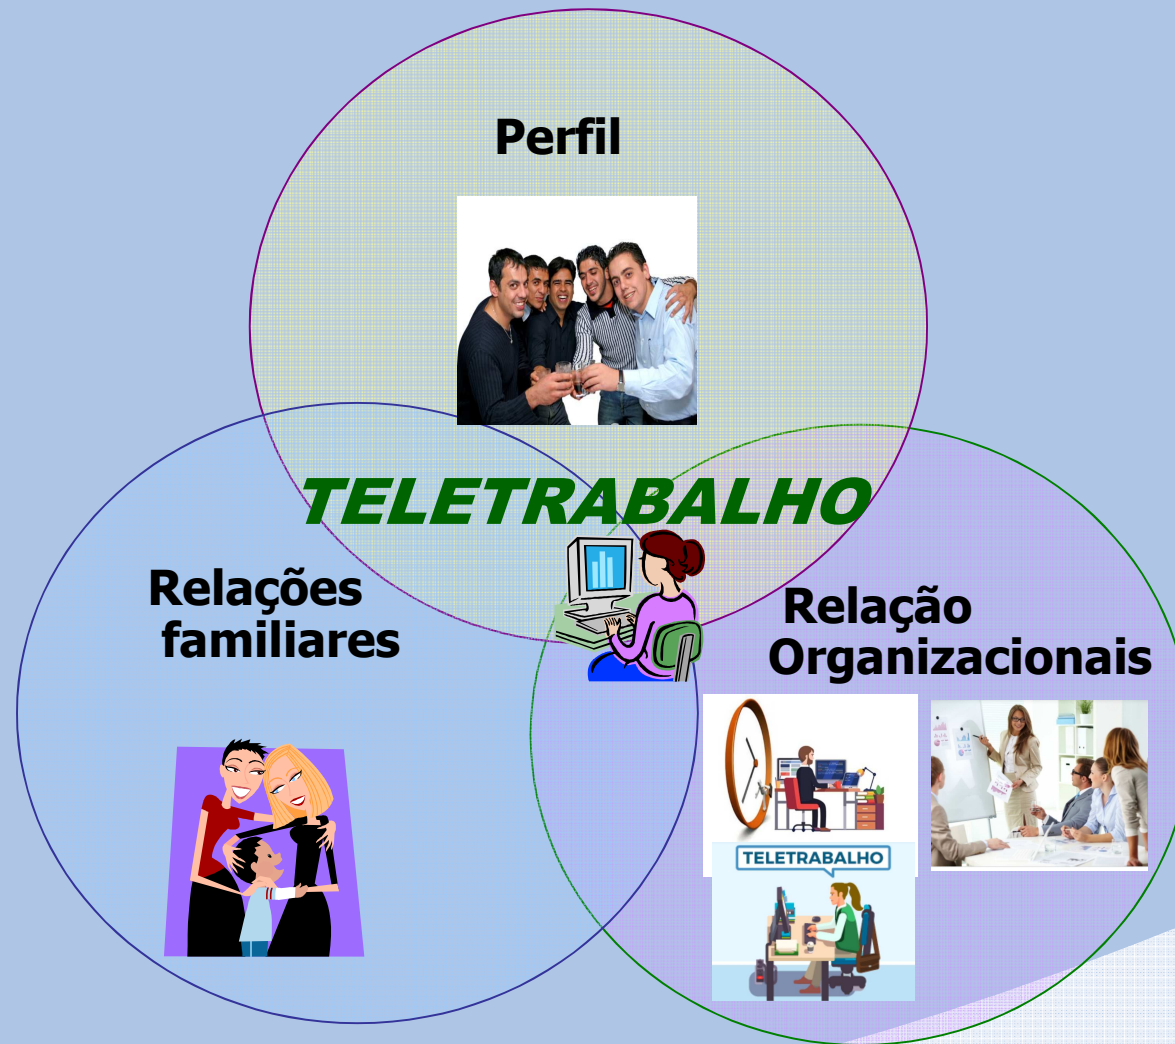 Perfil
TELETRABALHO
Relações
familiares
Relação
Organizacionais
TELETRABALHO